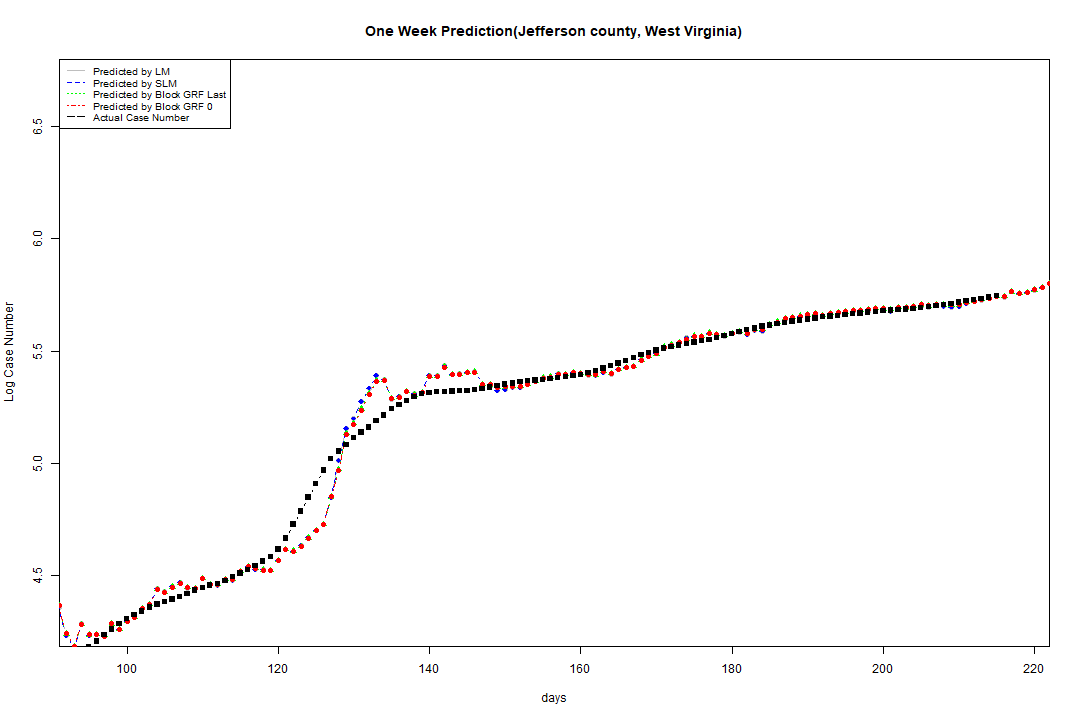 One Week Prediction(Jefferson county, West Virginia)
Predicted by LM
Predicted by SLM
Predicted by Block GRF Last
Predicted by Block GRF 0
Actual Case Number
6.5
6.0
5.5
5.0
4.5
Log Case Number
100 120 140 160 180 200 220
days